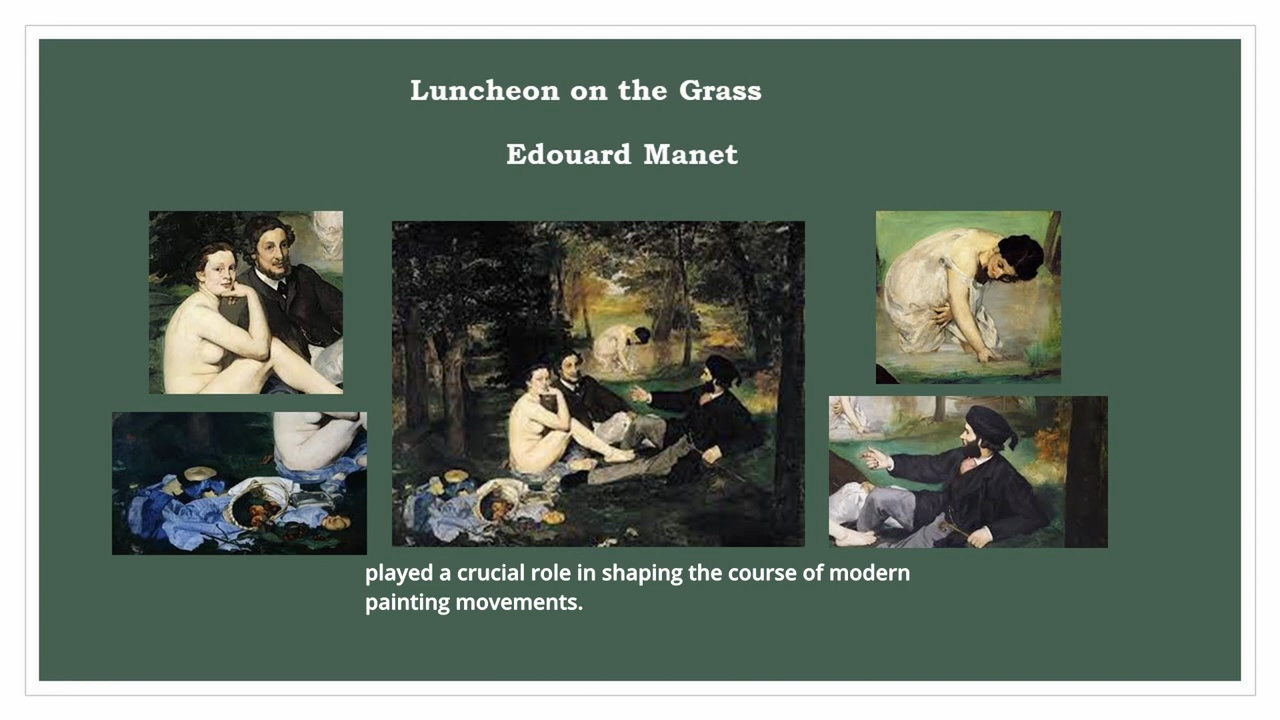 Luncheon on the Grass
Edouard Manet
played a crucial role in shaping the course of modern
painting movements.